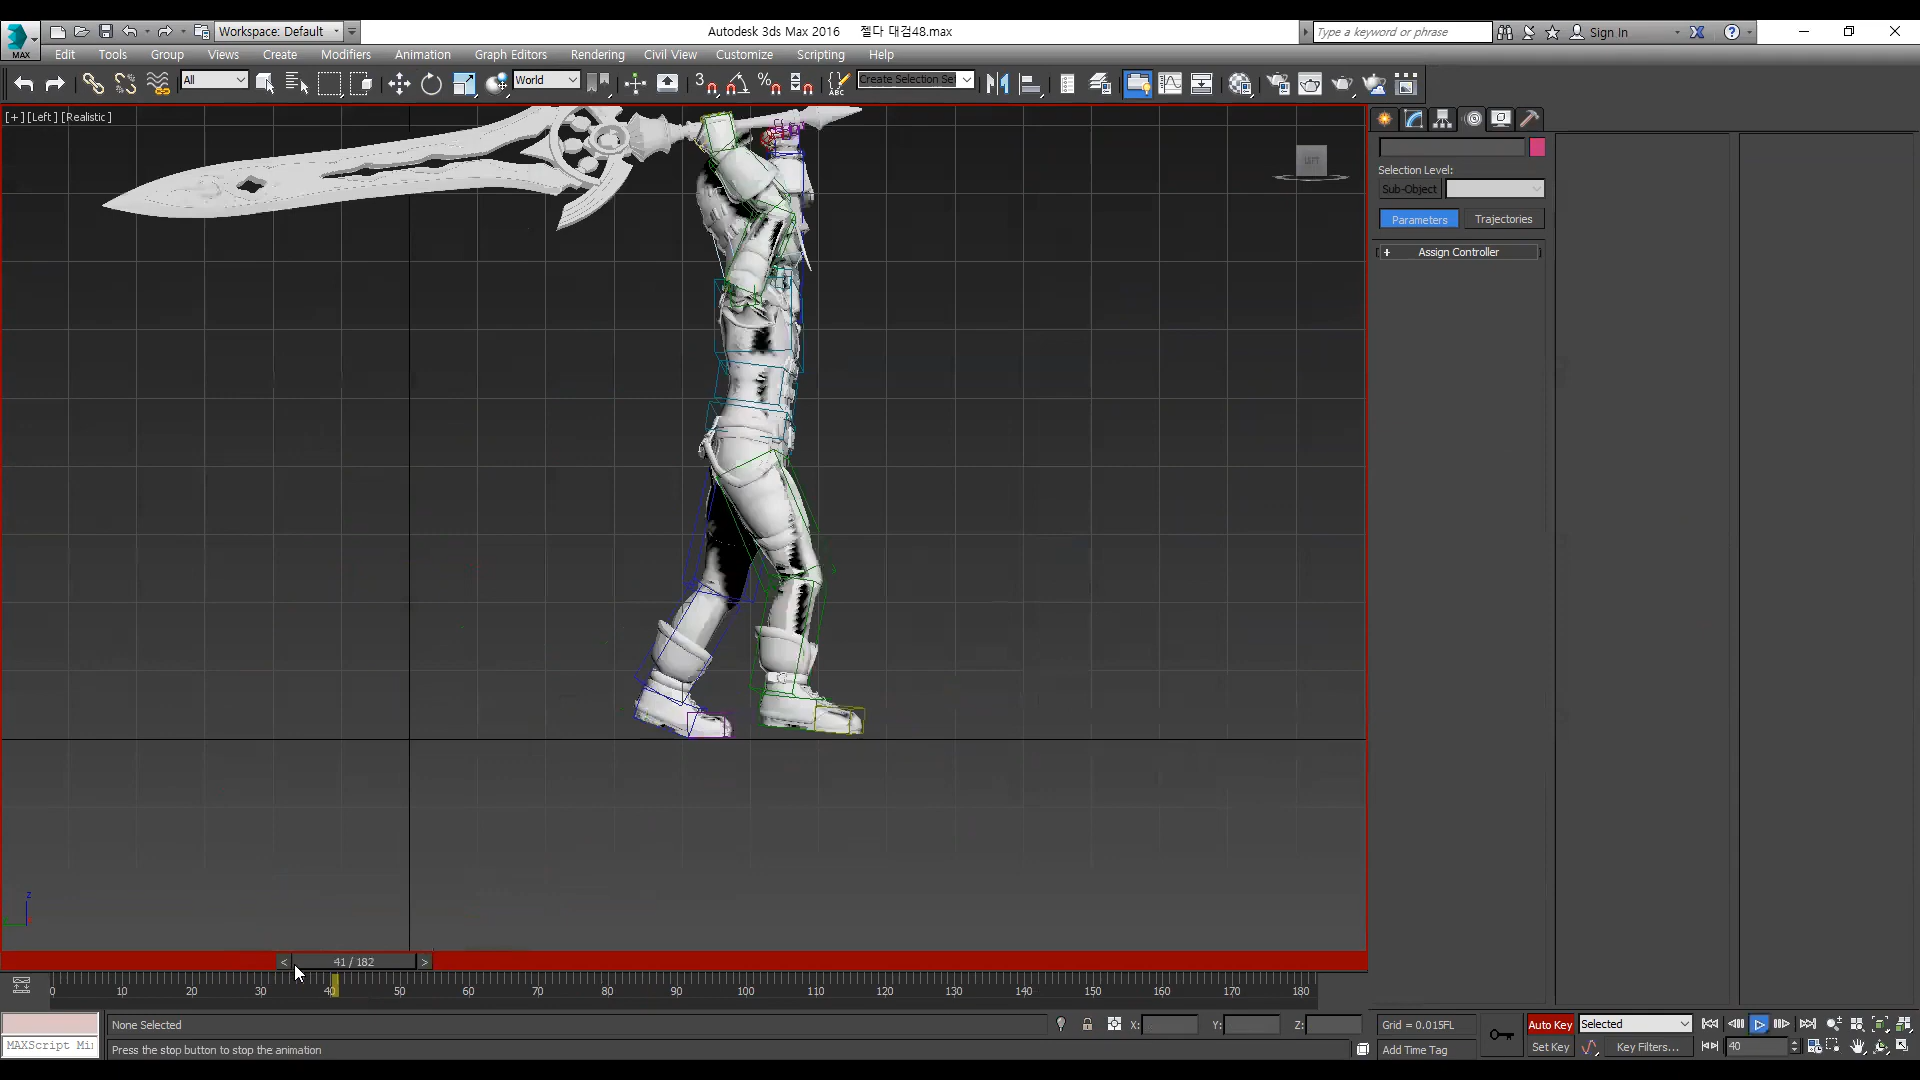 Workspace: Default
Autodesk 3ds Max 2016 젤다 대검48.max
Type a keyword or phrase
Sign In
MAX
Edit Tools Group Views Create Modifiers Animation Graph Editors Rendering Civil View Customize Scripting Help
All
World
Create Selection Se
[+] [Left] [Realistic]
LEFT
Selection Level:
Sub-Object
Parameters Trajectories
+ Assign Controller
z
< 41 / 182 >
0 10 20 30 40 50 60 70 80 90 100 110 120 130 140 150 160 170 180
None Selected
X: Y: Z:
Grid = 0.015FL
Auto Key Selected
MAXScript Mi
Press the stop button to stop the animation
Add Time Tag
Set Key Key Filters... 40